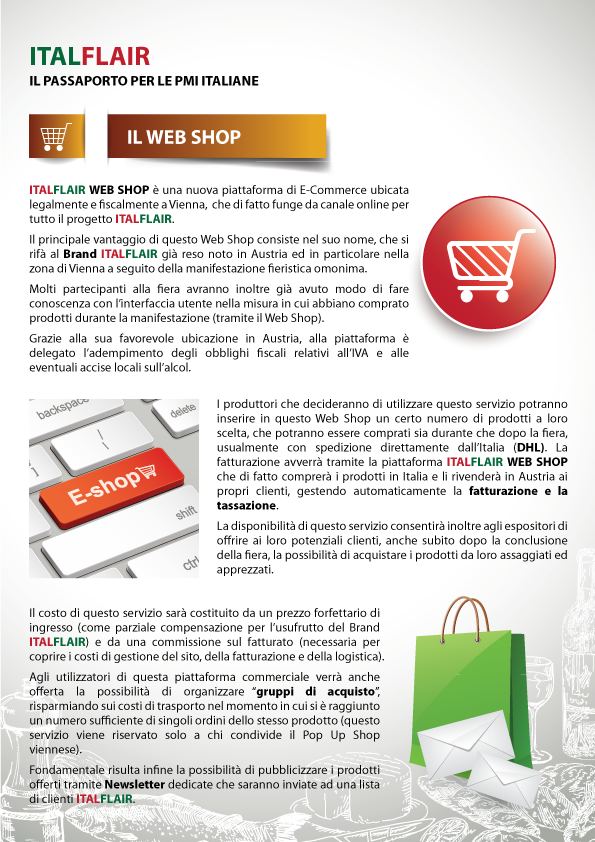 ITALFLAIR
IL PASSAPORTO PER LE PMI ITALIANE
IL WEB SHOP
ITALFLAIR WEB SHOP è una nuova piattaforma di E-Commerce ubicata
legalmente e fiscalmente a Vienna, che di fatto funge da canale online per
tutto il progetto ITALFLAIR.
Il principale vantaggio di questo Web Shop consiste nel suo nome, che si
rifà al Brand ITALFLAIR già reso noto in Austria ed in particolare nella
zona di Vienna a seguito della manifestazione fieristica omonima.
Molti partecipanti alla fiera avranno inoltre già avuto modo di fare
conoscenza con l'interfaccia utente nella misura in cui abbiano comprato
prodotti durante la manifestazione (tramite il Web Shop).
Grazie alla sua favorevole ubicazione in Austria, alla piattaforma è
delegato l'adempimento degli obblighi fiscali relativi all'IVA e alle
eventuali accise locali sull'alcol.
backspace
delete
E-shop
shift
ctrl
I produttori che decideranno di utilizzare questo servizio potranno
inserire in questo Web Shop un certo numero di prodotti a loro
scelta, che potranno essere comprati sia durante che dopo la fiera,
usualmente con spedizione direttamente dall'Italia (DHL). La
fatturazione avverrà tramite la piattaforma ITALFLAIR WEB SHOP
che di fatto comprerà i prodotti in Italia e li rivenderà in Austria ai
propri clienti, gestendo automaticamente la fatturazione e la
tassazione.
La disponibilità di questo servizio consentirà inoltre agli espositori di
offrire ai loro potenziali clienti, anche subito dopo la conclusione
della fiera, la possibilità di acquistare i prodotti da loro assaggiati ed
apprezzati.
Il costo di questo servizio sarà costituito da un prezzo forfettario di
ingresso (come parziale compensazione per l'usufrutto del Brand
ITALFLAIR) e da una commissione sul fatturato (necessaria per
coprire i costi di gestione del sito, della fatturazione e della logistica).
Agli utilizzatori di questa piattaforma commerciale verrà anche
offerta la possibilità di organizzare "gruppi di acquisto",
risparmiando sui costi di trasporto nel momento in cui si è raggiunto
un numero sufficiente di singoli ordini dello stesso prodotto (questo
servizio viene riservato solo a chi condivide il Pop Up Shop
viennese).
Fondamentale risulta infine la possibilità di pubblicizzare i prodotti
offerti tramite Newsletter dedicate che saranno inviate ad una lista
di clienti ITALFLAIR.